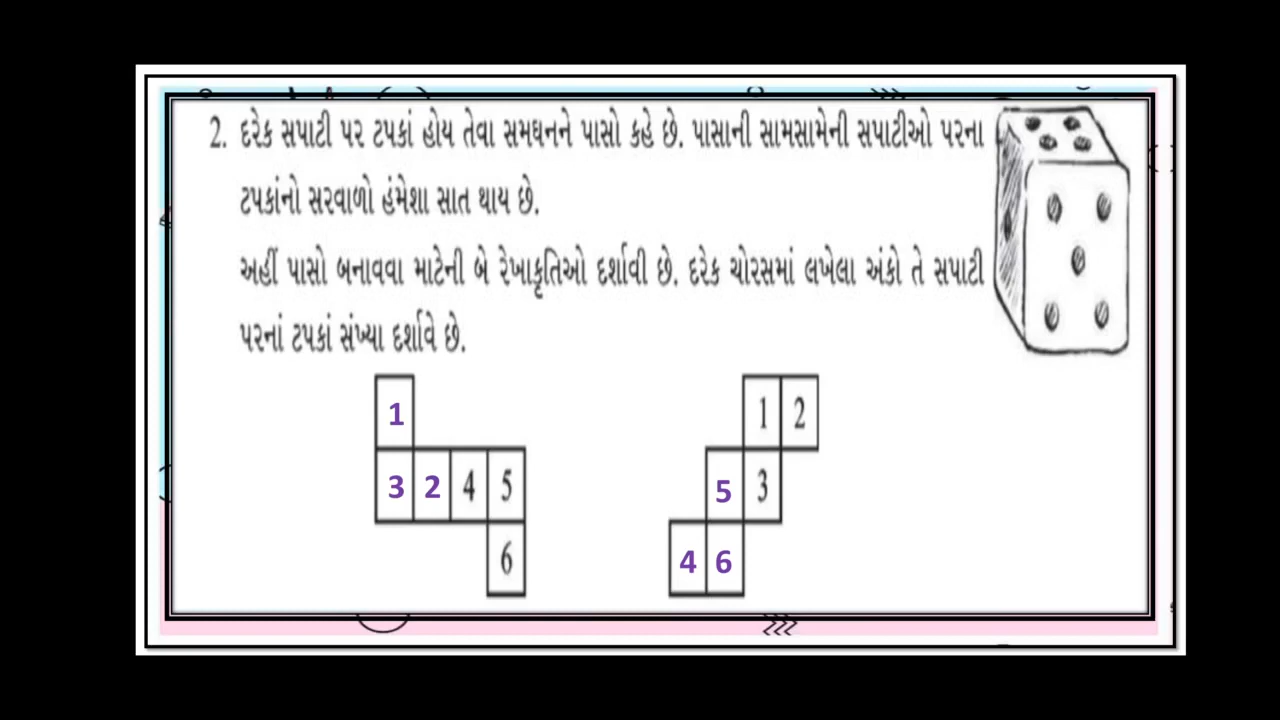 2. દરેક સપાટી પર ટપકાં હોય તેવા સમઘનને પાસો કહે છે. પાસાની સામસામેની સપાટીઓ પરના
ટપકાંનો સરવાળો હંમેશા સાત થાય છે.
અહીં પાસો બનાવવા માટેની બે રેખાકૃતિઓ દર્શાવી છે. દરેક ચોરસમાં લખેલા અંકો તે સપાટી
પરનાં ટપકાં સંખ્યા દર્શાવે છે.
1
3 2 4 5
6
1 2
5 3
4 6